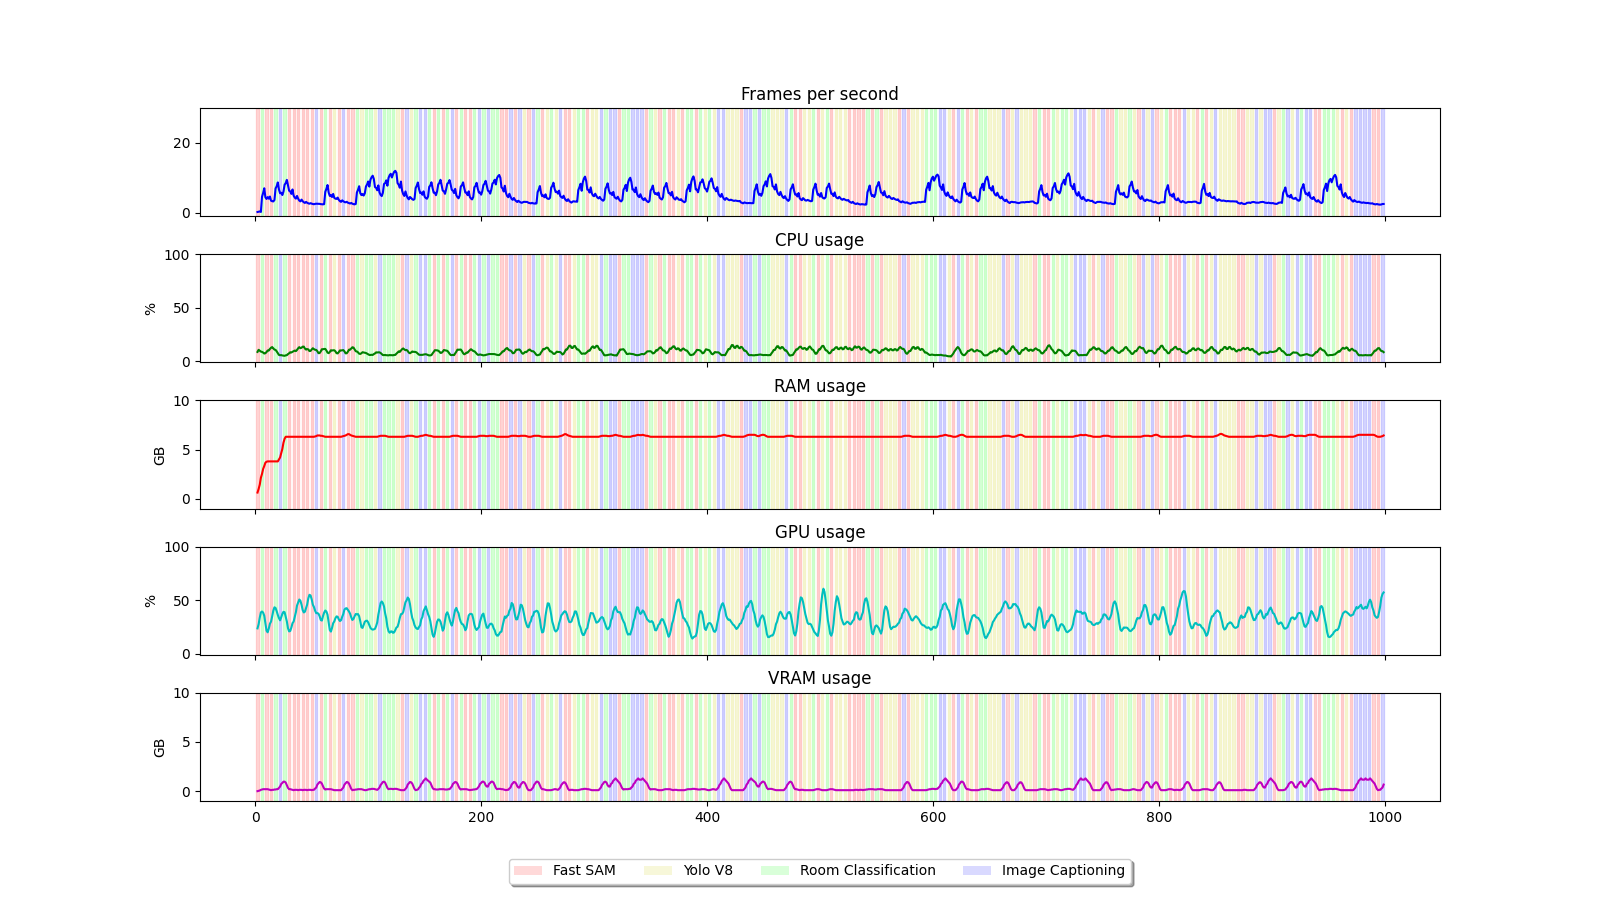 Frames per second
20
0
CPU usage
100
50
0
%
RAM usage
10
5
0
GB
GPU usage
100
50
0
%
VRAM usage
10
5
0
GB
0 200 400 600 800 1000
Fast SAM Yolo V8 Room Classification Image Captioning